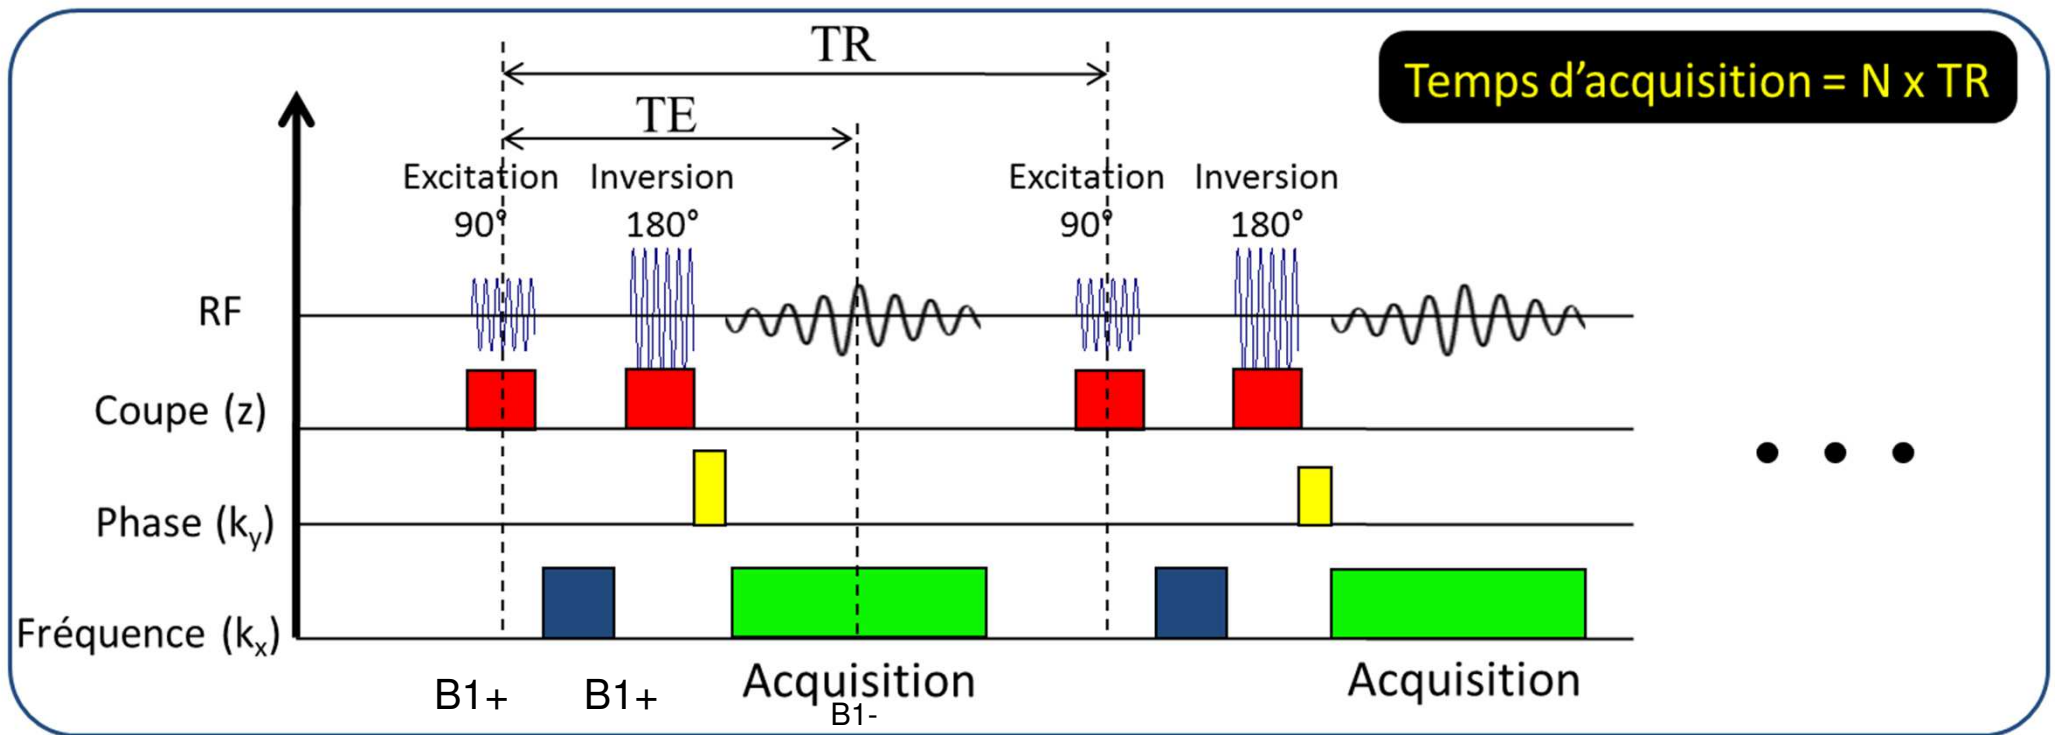 TR
Temps d’acquisition = N x TR
TE
Excitation Inversion Excitation Inversion
90° 180° 90° 180°
RF
Coupe (z)
Phase (ky)
Fréquence (kx)
B1+ B1+ Acquisition Acquisition
B1-